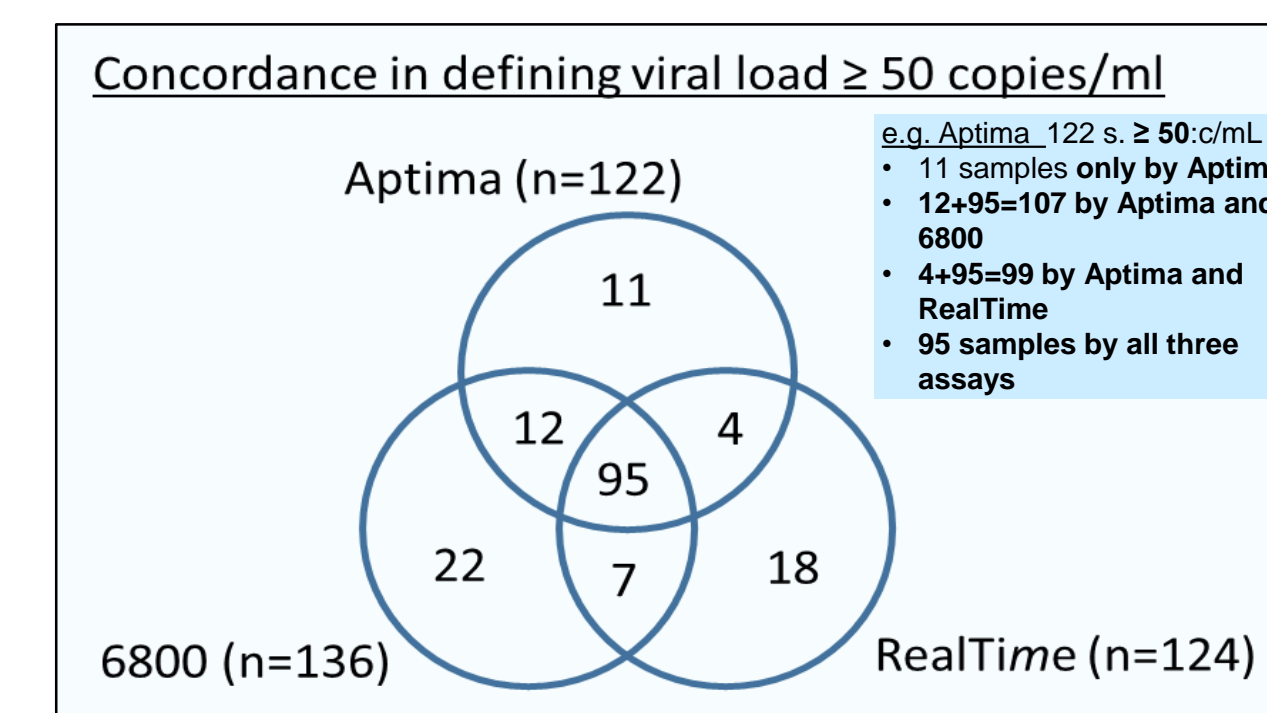 Concordance in defining viral load ≥ 50 copies/ml
e.g. Aptima 122 s. ≥ 50:c/mL
• 11 samples only by Aptim
• 12+95=107 by Aptima and
6800
• 4+95=99 by Aptima and
RealTime
• 95 samples by all three
assays
Aptima (n=122)
11
12
4
95
22
7
18
6800 (n=136)
RealTime (n=124)